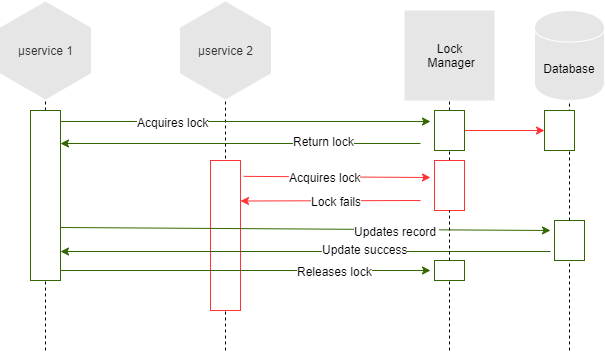 µservice 1
µservice 2
Lock
Manager
Database
Acquires lock
Return lock
Acquires lock
Lock fails
Updates record
Update success
Releases lock